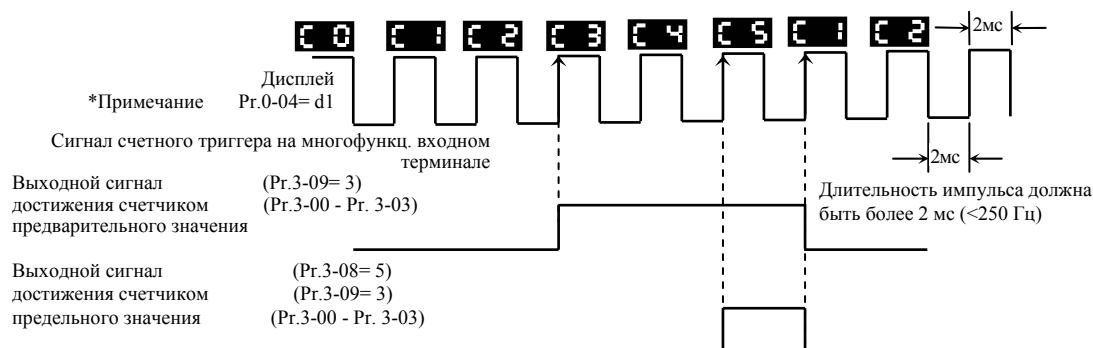 C 0 C 1 C 2 C 3 C 4 C 5 C 1 C 2 2мс
Дисплей
*Примечание Pr.0-04= d1
Сигнал счетного триггера на многофункц. входном
терминале
2мс
Выходной сигнал (Pr.3-09= 3)
достижения счетчиком (Pr.3-00 - Pr. 3-03)
предварительного значения
Длительность импульса должна
быть более 2 мс (<250 Гц)
Выходной сигнал (Pr.3-08= 5)
достижения счетчиком (Pr.3-09= 3)
предельного значения (Pr.3-00 - Pr. 3-03)